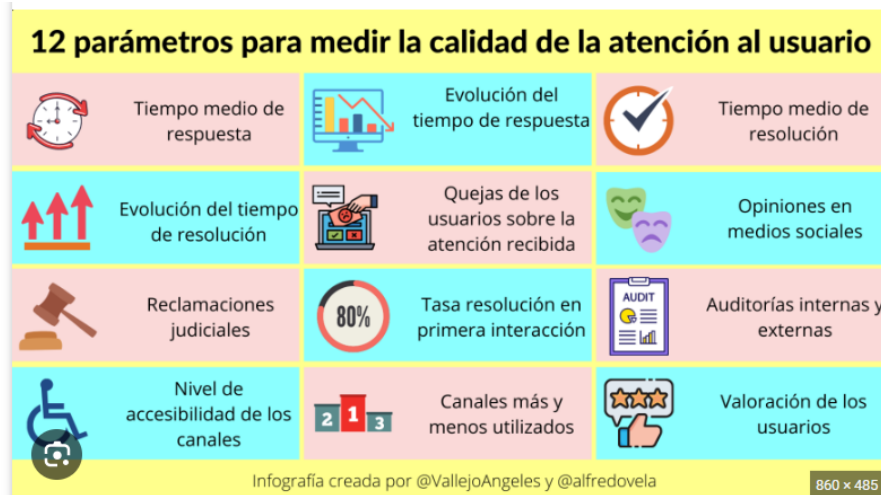 12 parámetros para medir la calidad de la atención al usuario
Tiempo medio de
respuesta
Evolución del
tiempo de respuesta
Tiempo medio de
resolución
Evolución del tiempo
de resolución
Quejas de los
usuarios sobre la
atención recibida
Opiniones en
medios sociales
Reclamaciones
judiciales
80%
Tasa resolución en
primera interacción
AUDIT
Auditorías internas y
externas
Nivel de
accesibilidad de los
canales
2 1 3
Canales más y
menos utilizados
Valoración de los
usuarios
Infografía creada por @VallejoAngeles y @alfredovela
860 × 485